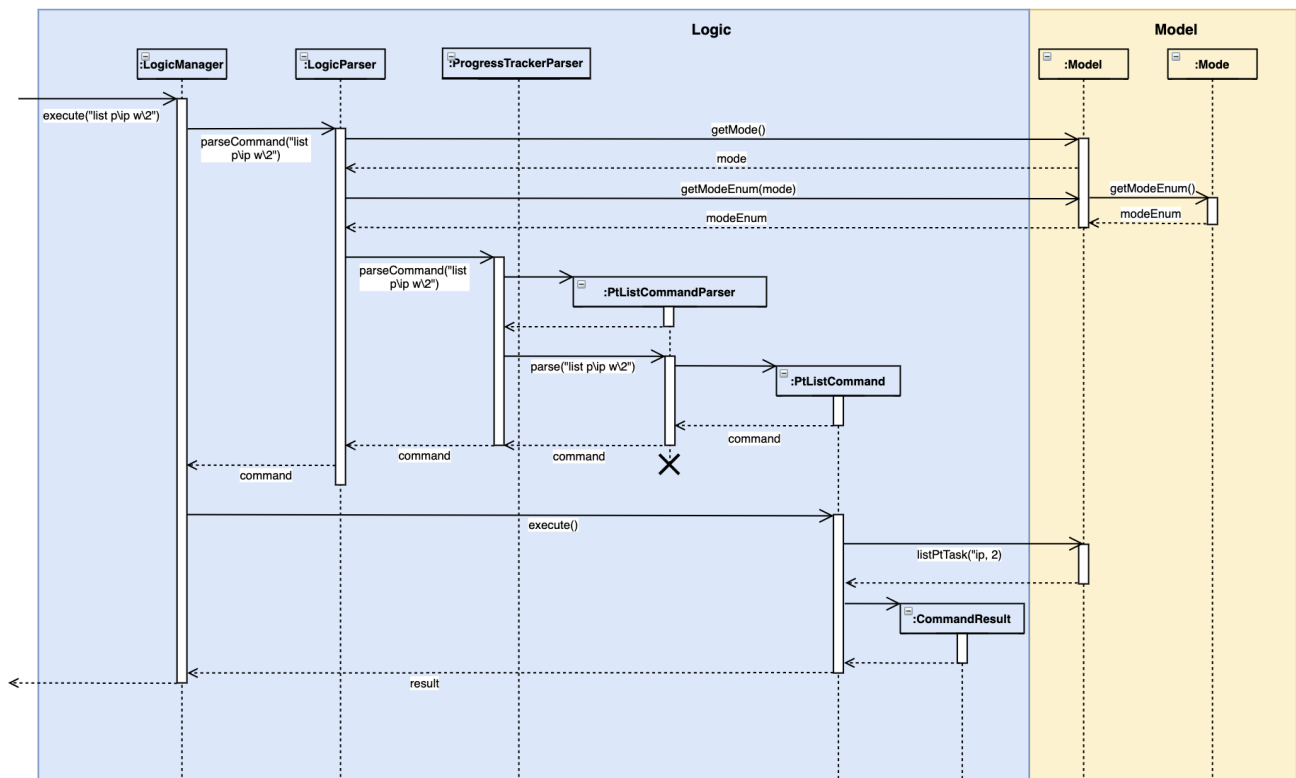 Logic
Model
:LogicManager
:LogicParser
:ProgressTrackerParser
:Model
:Mode
execute("list p\ip w\2")
parseCommand("list
p\ip w\2")
getMode()
mode
getModeEnum(mode)
getModeEnum()
modeEnum
modeEnum
parseCommand("list
p\ip w\2")
:PtListCommandParser
parse("list p\ip w\2")
:PtListCommand
command
command
command
command
execute()
listPtTask("ip, 2)
:CommandResult
result